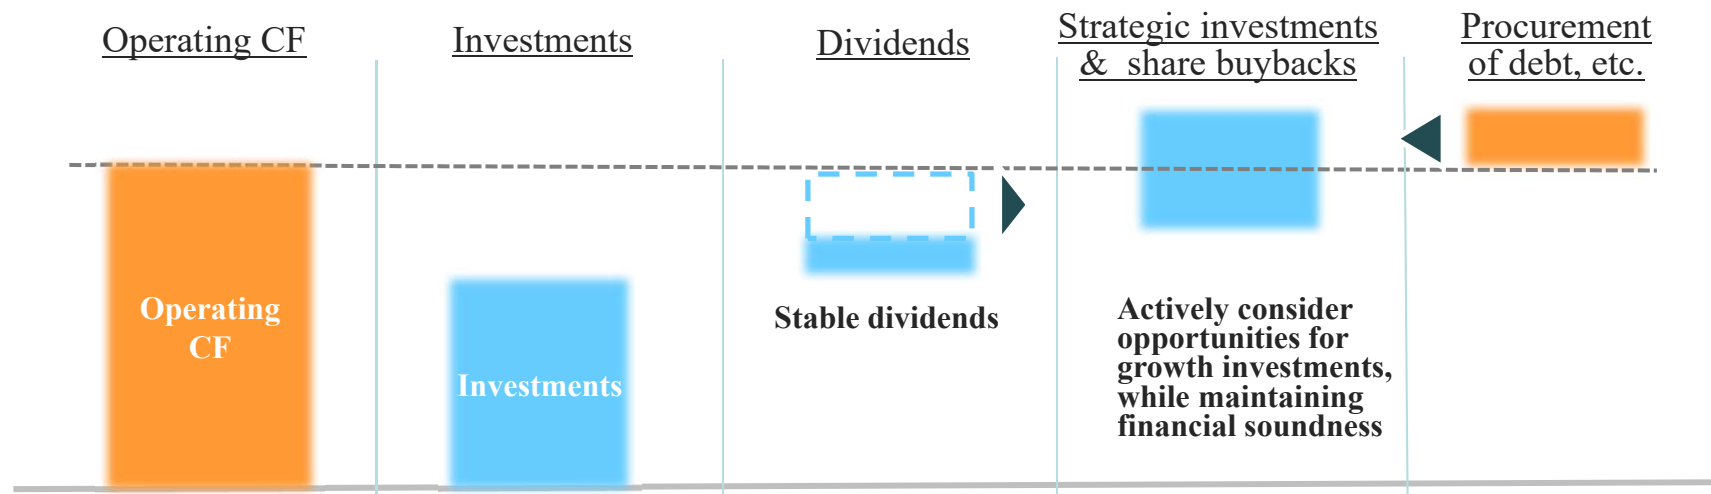 Operating CF
Investments
Dividends
Strategic investments
& share buybacks
Procurement
of debt, etc.
Operating
CF
Investments
Stable dividends
Actively consider
opportunities for
growth investments,
while maintaining
financial soundness